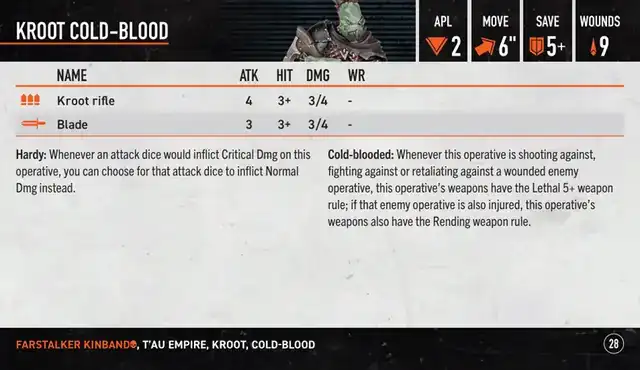 KROOT COLD-BLOOD
APL
2
MOVE
6"
SAVE
5+
WOUNDS
9
NAME ATK HIT DMG WR
Kroot rifle 4 3+ 3/4 -
Blade 3 3+ 3/4 -
Hardy: Whenever an attack dice would inflict Critical Dmg on this
operative, you can choose for that attack dice to inflict Normal
Dmg instead.
Cold-blooded: Whenever this operative is shooting against,
fighting against or retaliating against a wounded enemy
operative, this operative's weapons have the Lethal 5+ weapon
rule; if that enemy operative is also injured, this operative's
weapons also have the Rending weapon rule.
FARSTALKER KINBAND, T'AU EMPIRE, KROOT, COLD-BLOOD
28